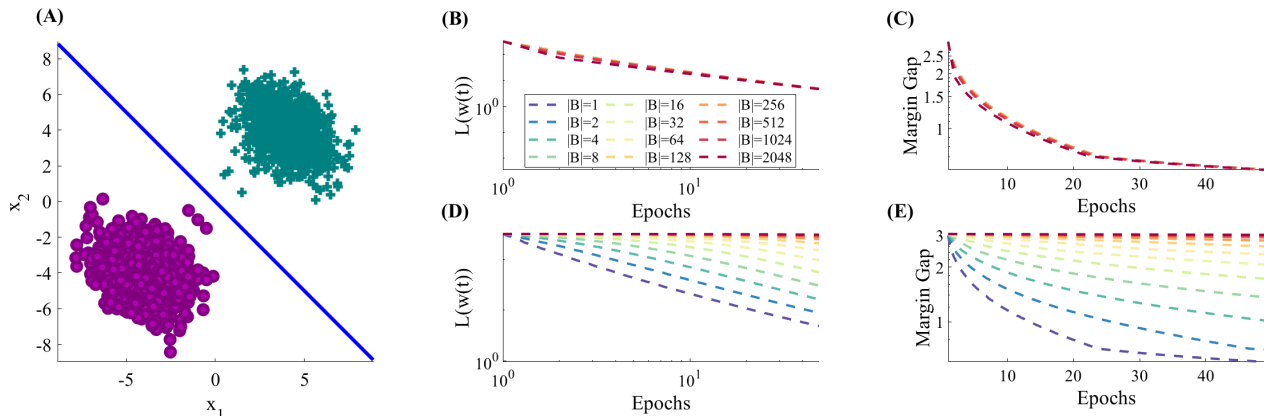 (A)
8
6
4
2
0
-2
-4
-6
-8
x2
-5
0
5
x1
(B)
L(w(t)
10^0
|B|=1 |B|=16 |B|=256
|B|=2 |B|=32 |B|=512
|B|=4 |B|=64 |B|=1024
|B|=8 |B|=128 |B|=2048
10^0 10^1
Epochs
(C)
Margin Gap
2.5
2
1.5
1
10 20 30 40
Epochs
(D)
L(w(t)
10^0
10^0 10^1
Epochs
(E)
Margin Gap
3
2
1
10 20 30 40
Epochs